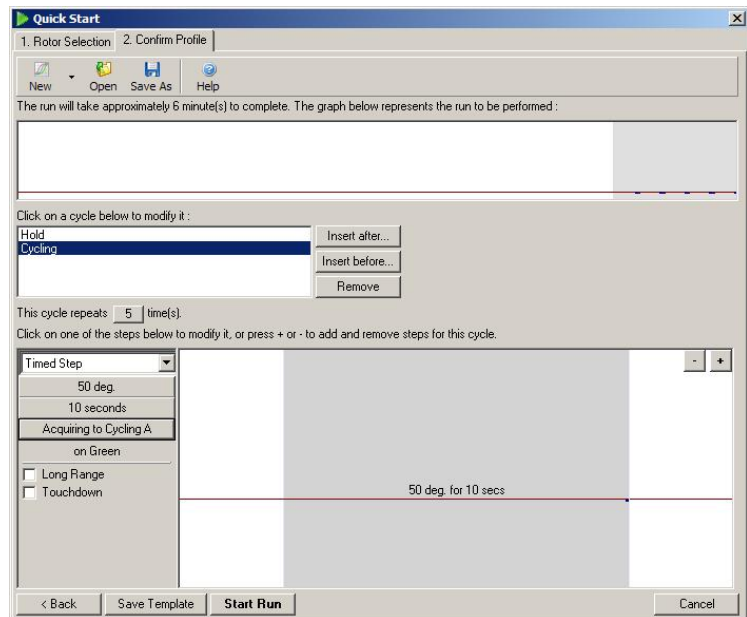 Quick Start
1. Rotor Selection 2. Confirm Profile
New Open Save As Help
The run will take approximately 6 minute(s) to complete. The graph below represents the run to be performed :
Click on a cycle below to modify it :
Hold
Cycling
Insert after...
Insert before...
Remove
This cycle repeats 5 time(s).
Click on one of the steps below to modify it, or press + or - to add and remove steps for this cycle.
Timed Step
- +
50 deg.
10 seconds
Acquiring to Cycling A
on Green
Long Range
Touchdown
50 deg. for 10 secs
< Back Save Template Start Run Cancel